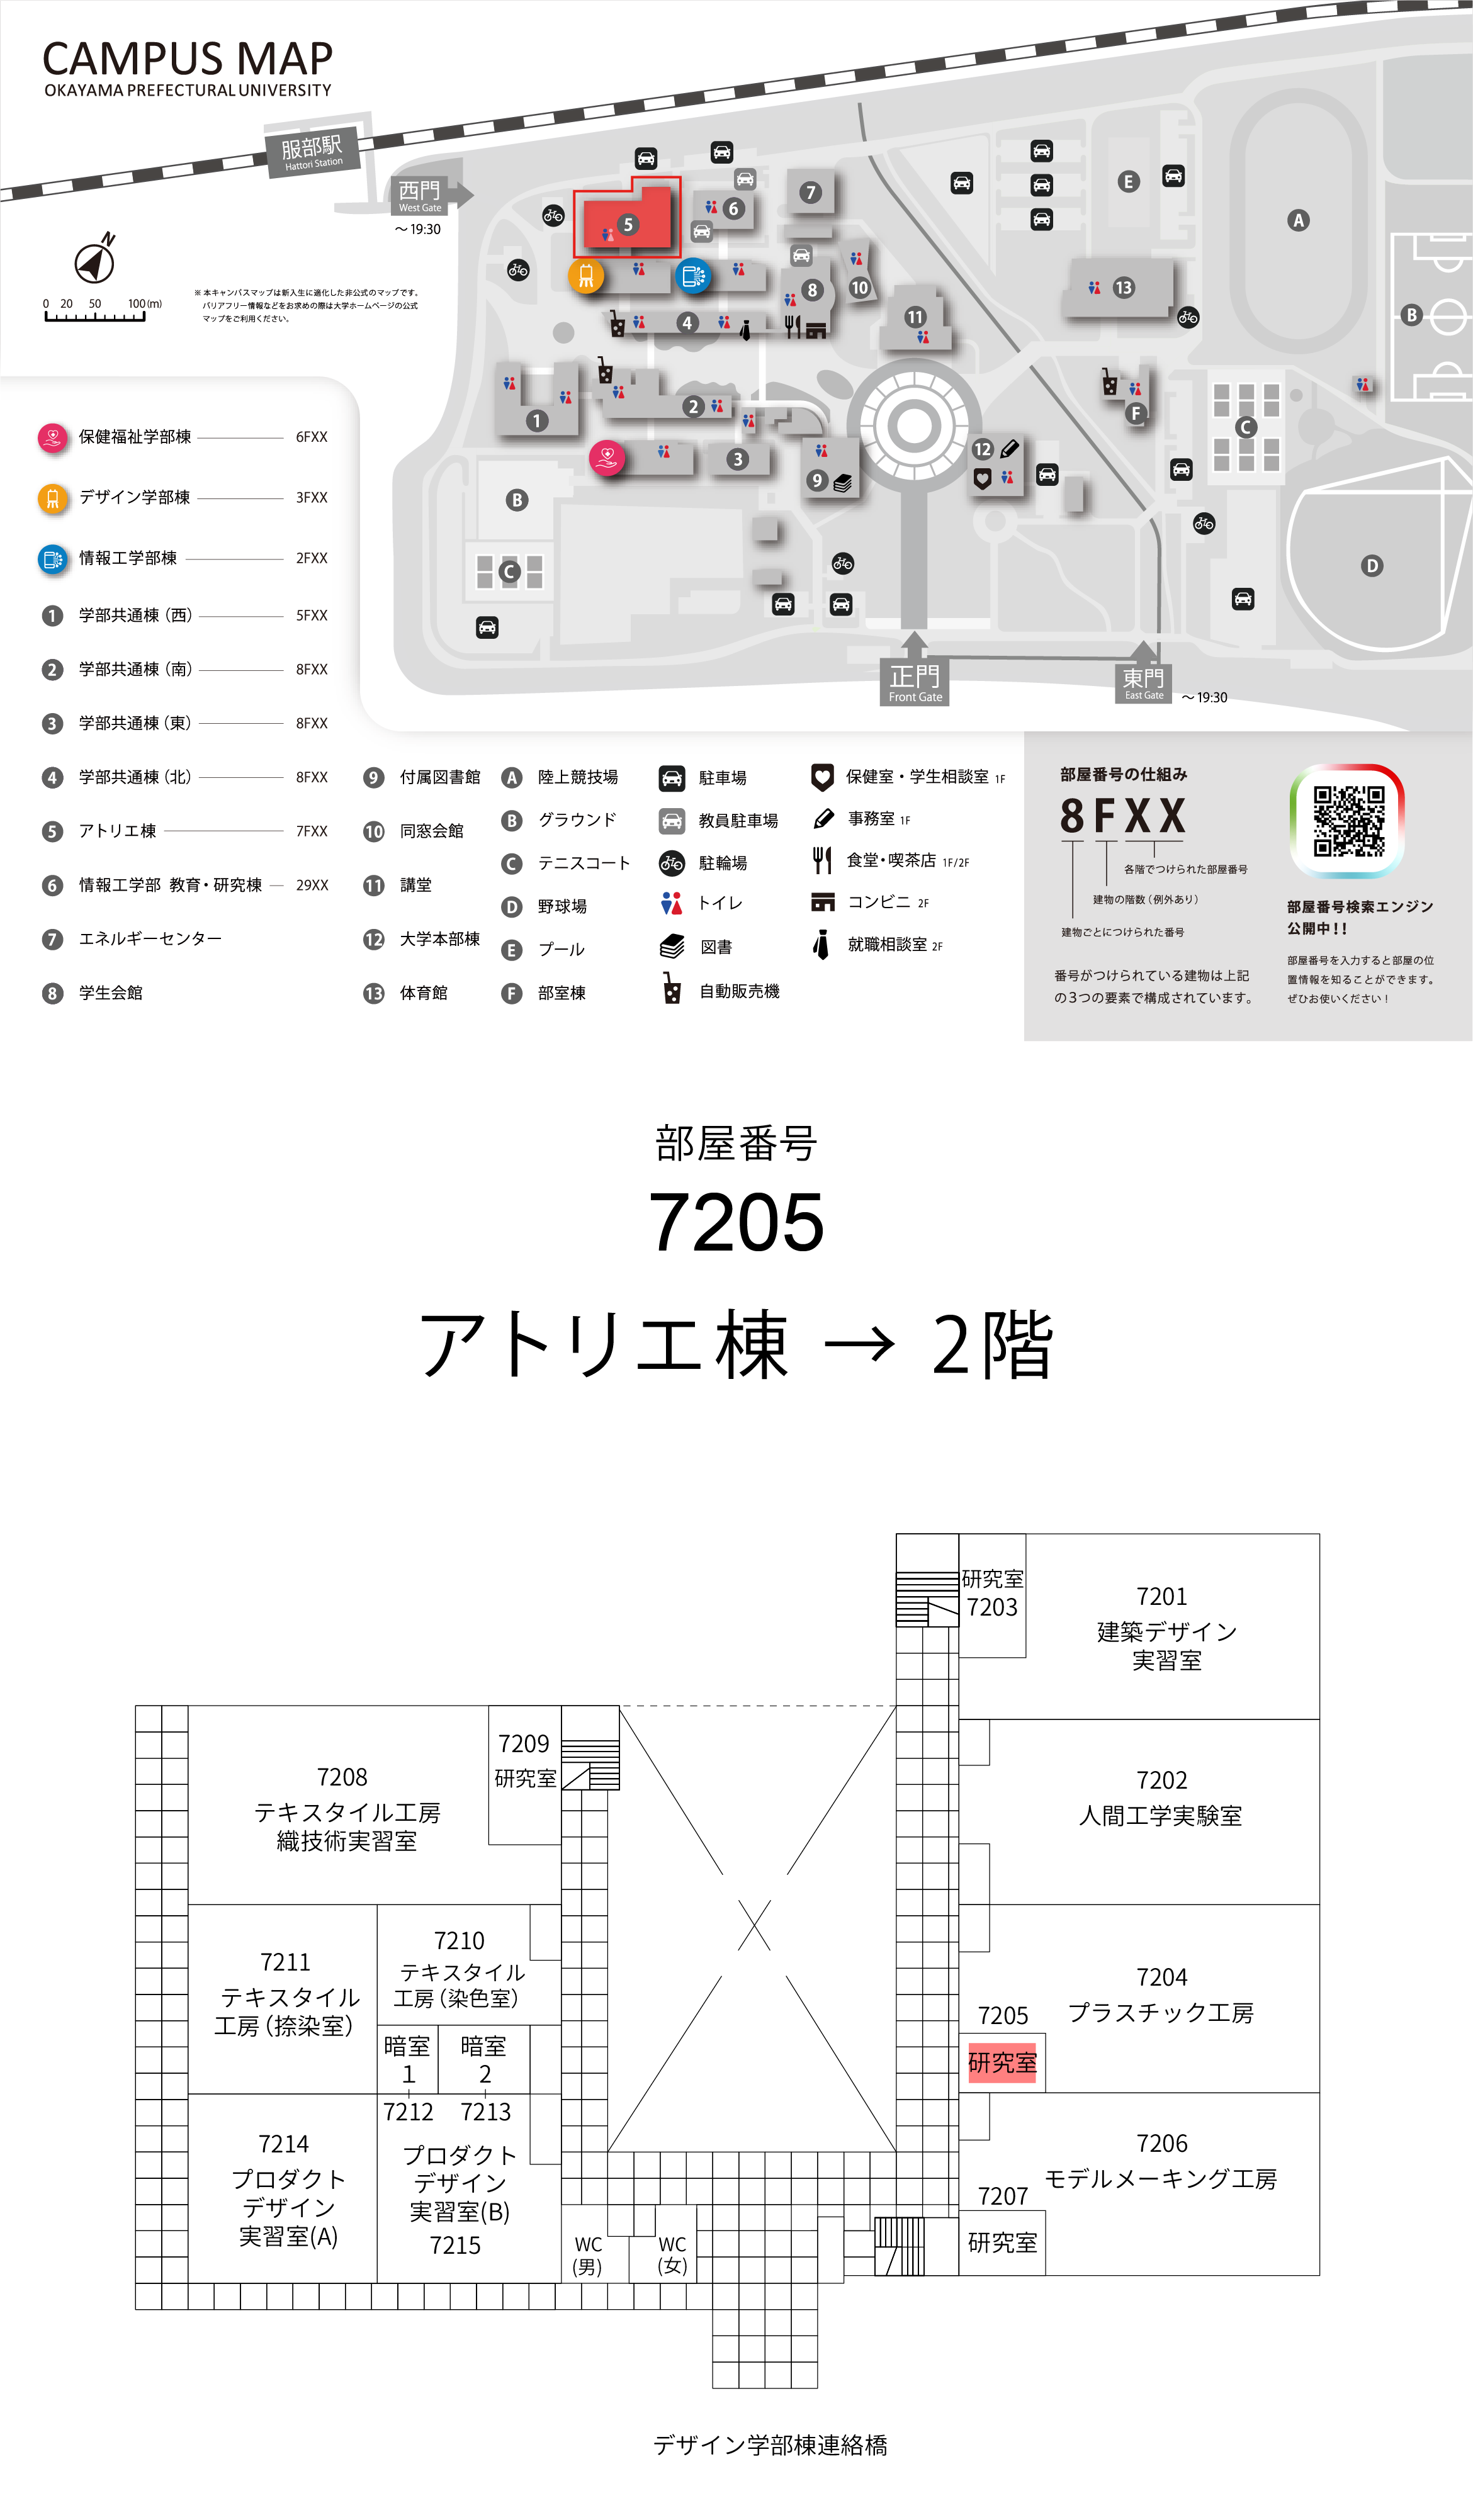 CAMPUS MAP
OKAYAMA PREFECTURAL UNIVERSITY
服部駅
Hattori Station
西門
West Gate
～19:30
N
0 20 50 100(m)
※ 本キャンパスマップは新入生に適化した非公式のマップです。
バリアフリー情報などをお求めの際は大学ホームページの公式
マップをご利用ください。
5
6
7
8
10
4
11
13
E
A
B
1
2
3
9
12
F
C
B
C
D
正門
Front Gate
東門
East Gate
～19:30
保健福祉学部棟 6FXX
デザイン学部棟 3FXX
情報工学部棟 2FXX
1 学部共通棟（西） 5FXX
2 学部共通棟（南） 8FXX
3 学部共通棟（東） 8FXX
4 学部共通棟（北） 8FXX
5 アトリエ棟 7FXX
6 情報工学部 教育・研究棟 29XX
7 エネルギーセンター
8 学生会館
9 付属図書館
10 同窓会館
11 講堂
12 大学本部棟
13 体育館
A 陸上競技場
B グラウンド
C テニスコート
D 野球場
E プール
F 部室棟
駐車場
教員駐車場
駐輪場
トイレ
図書
自動販売機
保健室・学生相談室 1F
事務室 1F
食堂・喫茶店 1F/2F
コンビニ 2F
就職相談室 2F
部屋番号の仕組み
8FXX
各階でつけられた部屋番号
建物の階数（例外あり）
建物ごとにつけられた番号
番号がつけられている建物は上記
の３つの要素で構成されています。
部屋番号検索エンジン
公開中！！
部屋番号を入力すると部屋の位
置情報を知ることができます。
ぜひお使いください！
部屋番号
7205
アトリエ棟 → 2階
研究室
7203
7201
建築デザイン
実習室
7209
研究室
7208
テキスタイル工房
織技術実習室
7202
人間工学実験室
7210
テキスタイル
工房（染色室）
7211
テキスタイル
工房（捺染室）
7204
プラスチック工房
7205
研究室
暗室
1
暗室
2
7212
7213
7214
プロダクト
デザイン
実習室(A)
プロダクト
デザイン
実習室(B)
7215
7206
モデルメーキング工房
7207
研究室
WC
(男)
WC
(女)
デザイン学部棟連絡橋